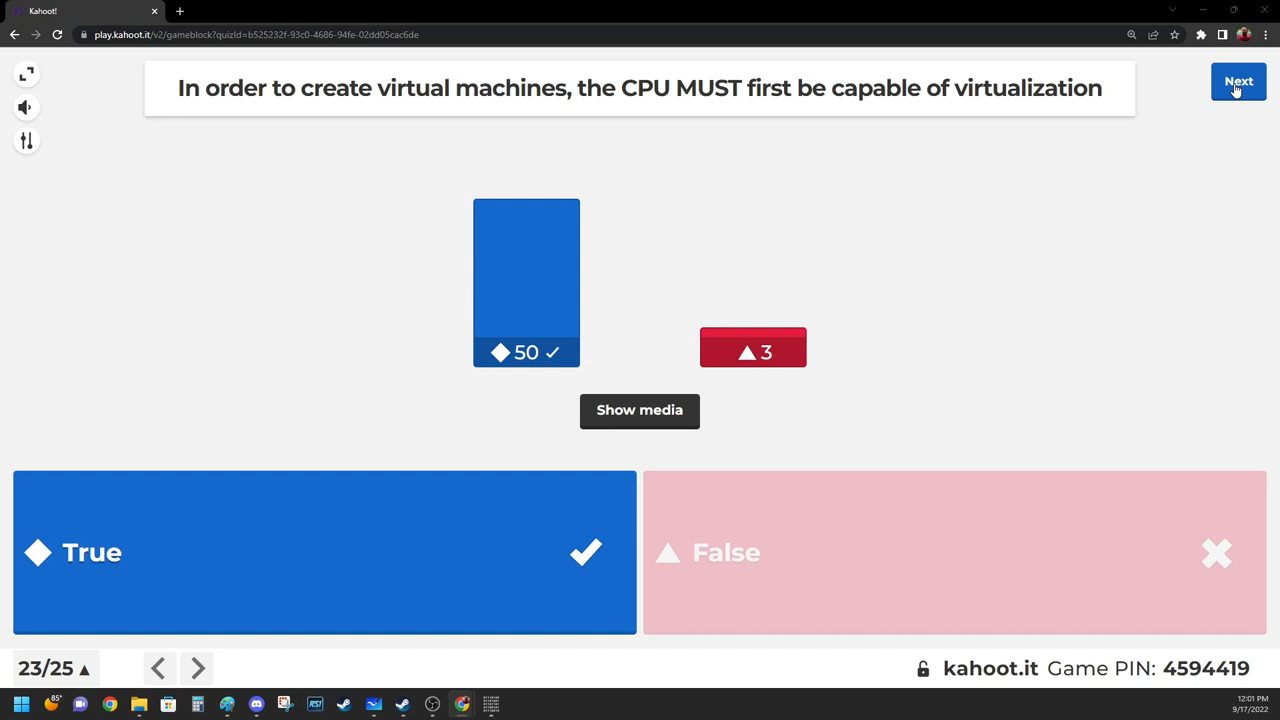 Kahoot!
play.kahoot.it/v2/gameblock?quizId=b525232f-93c0-4686-94fe-02dd05cac6de
In order to create virtual machines, the CPU MUST first be capable of virtualization
Next
50
3
Show media
True
False
23/25
kahoot.it Game PIN: 4594419
85°
RSI
12:01 PM
9/17/2022